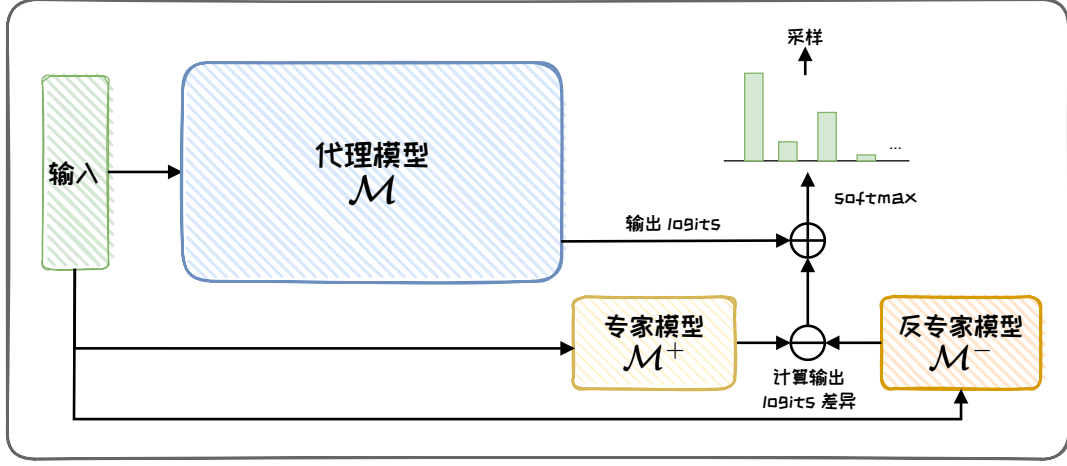 采样
输入
代理模型
M
...
softmax
输出 logits
专家模型
M⁺
反专家模型
M⁻
计算输出
logits 差异